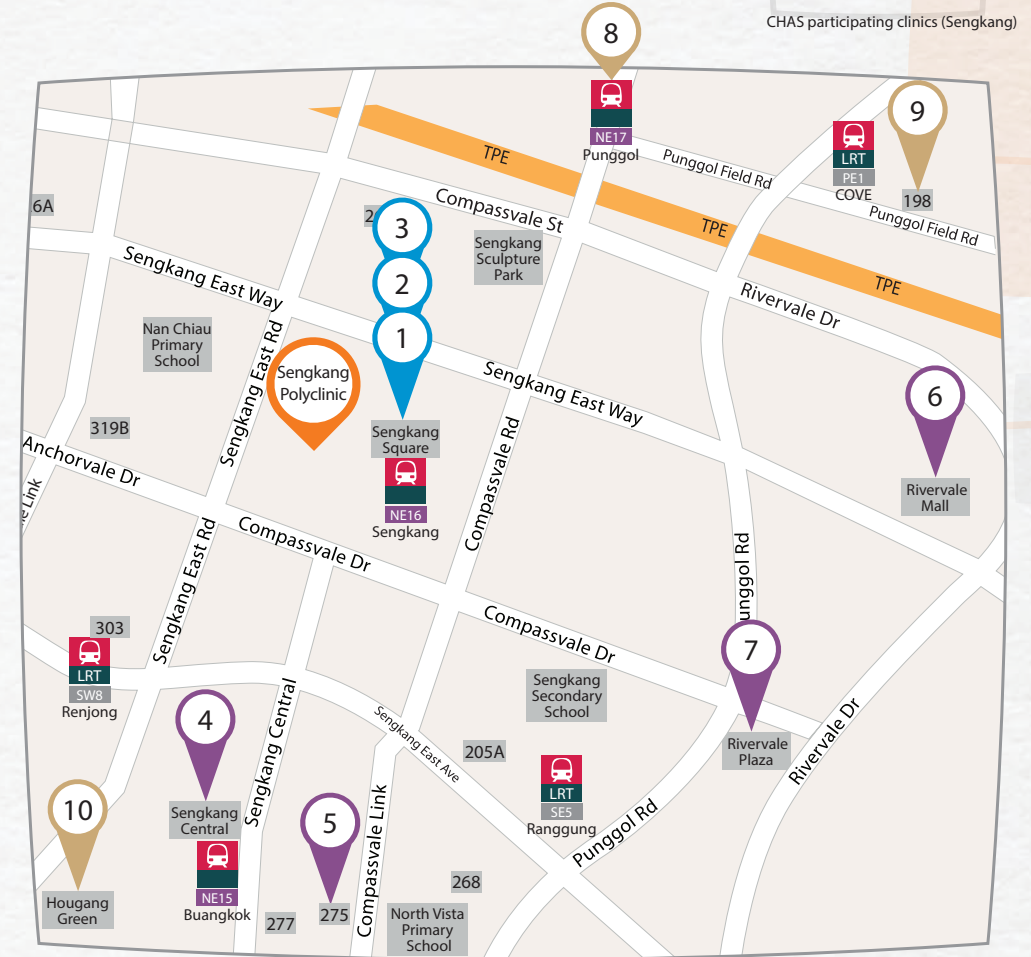 CHAS participating clinics (Sengkang)
8
NE17
Punggol
9
198
LRT
PE1
COVE
TPE
Punggol Field Rd
Punggol Field Rd
TPE
TPE
6A
2
3
2
1
Compassvale St
Sengkang
Sculpture
Park
Rivervale Dr
Sengkang East Way
Nan Chiau
Primary
School
Sengkang East Rd
Sengkang
Polyclinic
Sengkang East Way
6
Rivervale
Mall
319B
Sengkang
Square
NE16
Sengkang
Anchorvale Dr
e Link
Compassvale Rd
Compassvale Dr
Sengkang East Rd
unggol Rd
303
LRT
SW8
Renjong
Compassvale Dr
7
Rivervale
Plaza
Sengkang
Secondary
School
4
Sengkang
Central
NE15
Buangkok
Sengkang Central
Sengkang East Ave
205A
LRT
SE5
Ranggung
Rivervale Dr
Punggol Rd
10
Hougang
Green
5
275
277
Compassvale Link
268
North Vista
Primary
School